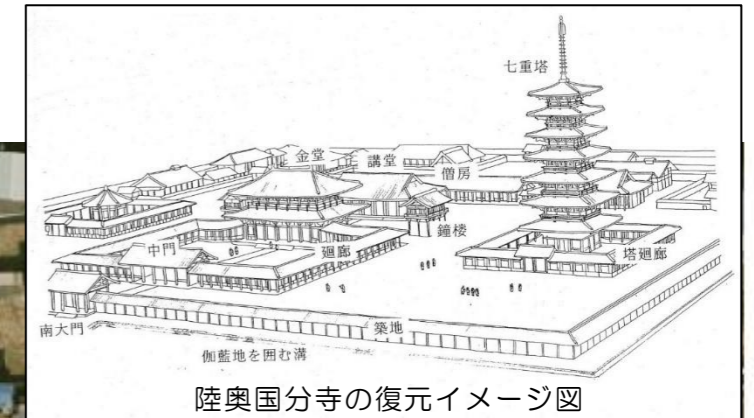 七重塔
金堂
講堂
僧房
鐘楼
中門
廻廊
塔廻廊
南大門
築地
伽藍地を囲む溝
陸奥国分寺の復元イメージ図